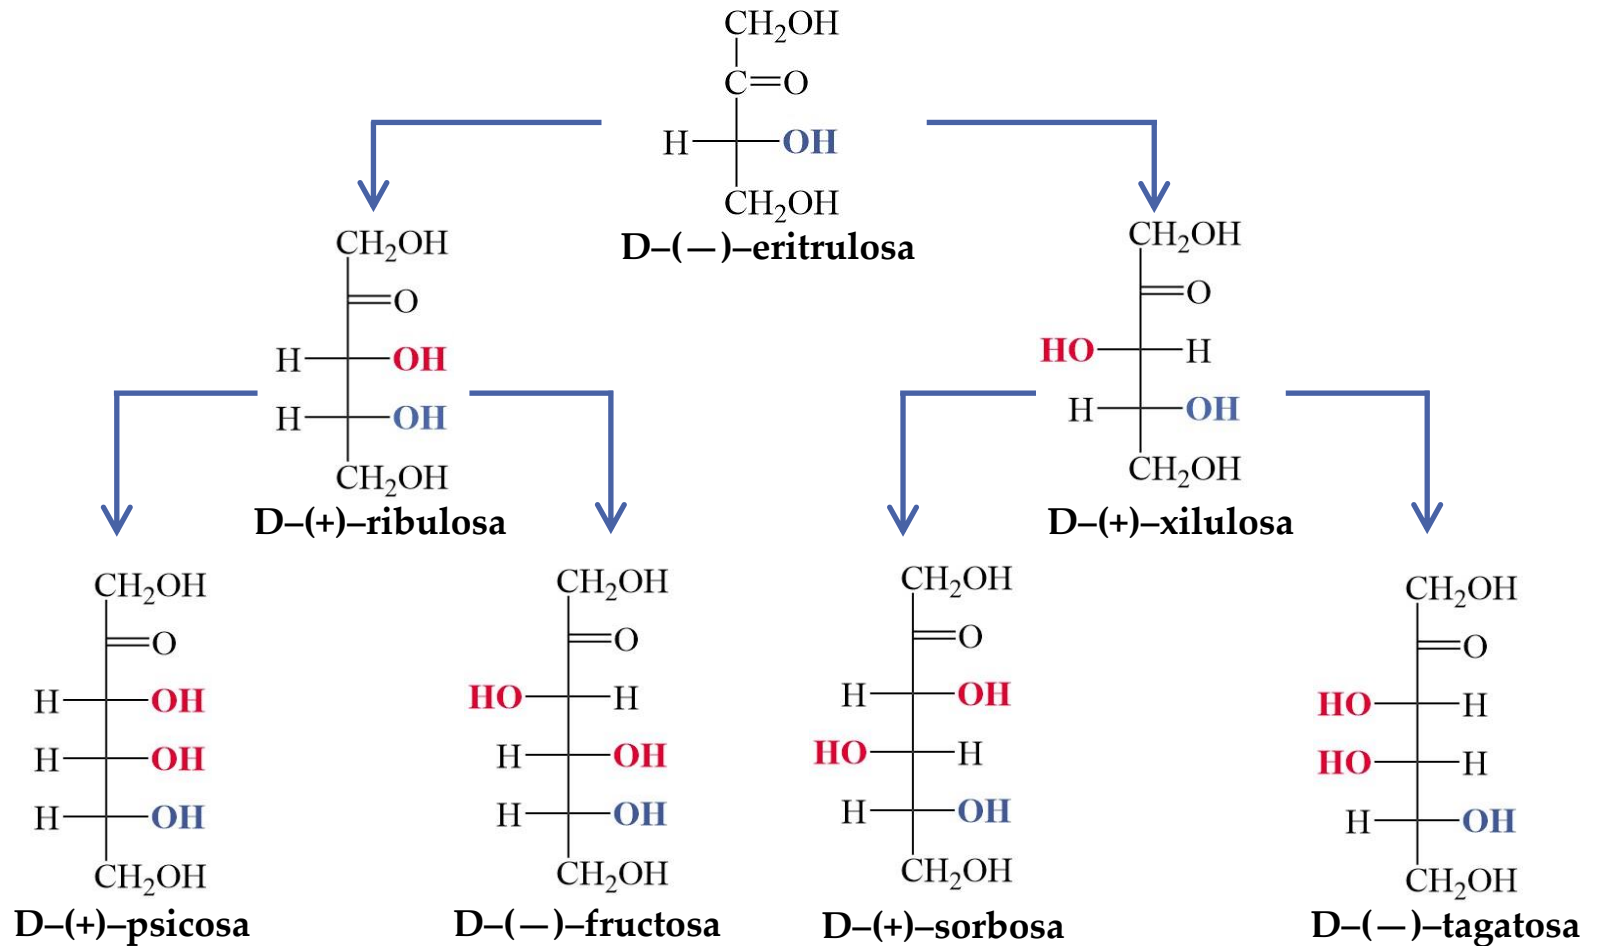 CH₂OH
C=O
H OH
CH₂OH
D–(—)–eritrulosa
CH₂OH
O
H OH
H OH
CH₂OH
D–(+)–ribulosa
CH₂OH
O
HO H
H OH
CH₂OH
D–(+)–xilulosa
CH₂OH
O
H OH
H OH
H OH
CH₂OH
D–(+)–psicosa
CH₂OH
O
HO H
H OH
H OH
CH₂OH
D–(—)–fructosa
CH₂OH
O
H OH
HO H
H OH
CH₂OH
D–(+)–sorbosa
CH₂OH
O
HO H
HO H
H OH
CH₂OH
D–(—)–tagatosa